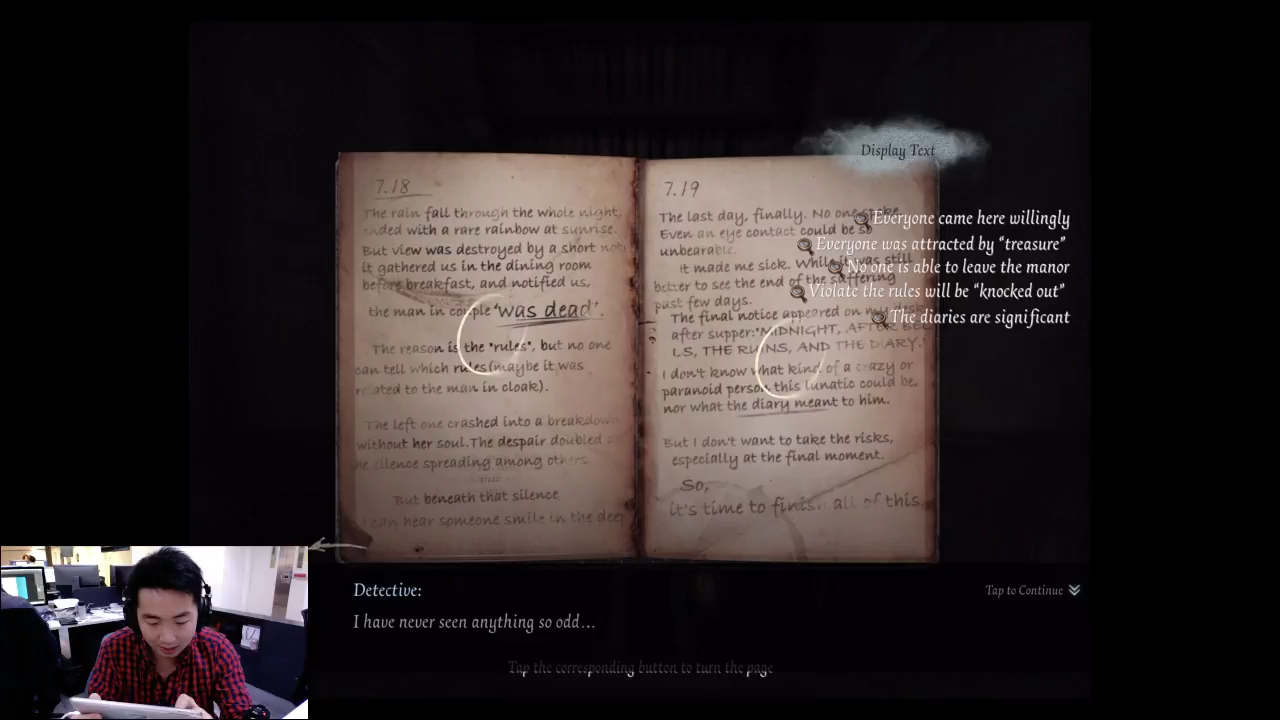 7.18
The rain fall through the whole night,
ended with a rare rainbow at sunrise.
But view was destroyed by a short
it gathered us in the dining room
before breakfast, and notified us,
the man in couple "was dead".
The reason is the "rules", but no one
can tell which rules(maybe it was
related to the man in cloak).
The left one crashed into a breakdown
without her soul.The despair doubled
silence spreading among others.
But beneath that silence,
I can hear someone smile in the deep
7.19
The last day, finally. No one spoke
Even an eye contact could be so
unbearable.
it made me sick. While it was still
better to see the end of the suffering
past few days.
The final notice appeared on my desk
after supper:"MIDNIGHT, AFTER BEL
LS, THE RUINS, AND THE DIARY."
I don't know what kind of a crazy or
paranoid person this lunatic could be,
nor what the diary meant to him.
But I don't want to take the risks,
especially at the final moment.
So,
it's time to finish all of this.
Display Text
Everyone came here willingly
Everyone was attracted by “treasure”
No one is able to leave the manor
Violate the rules will be “knocked out”
The diaries are significant
Detective:
I have never seen anything so odd...
Tap to Continue
Tap the corresponding button to turn the page